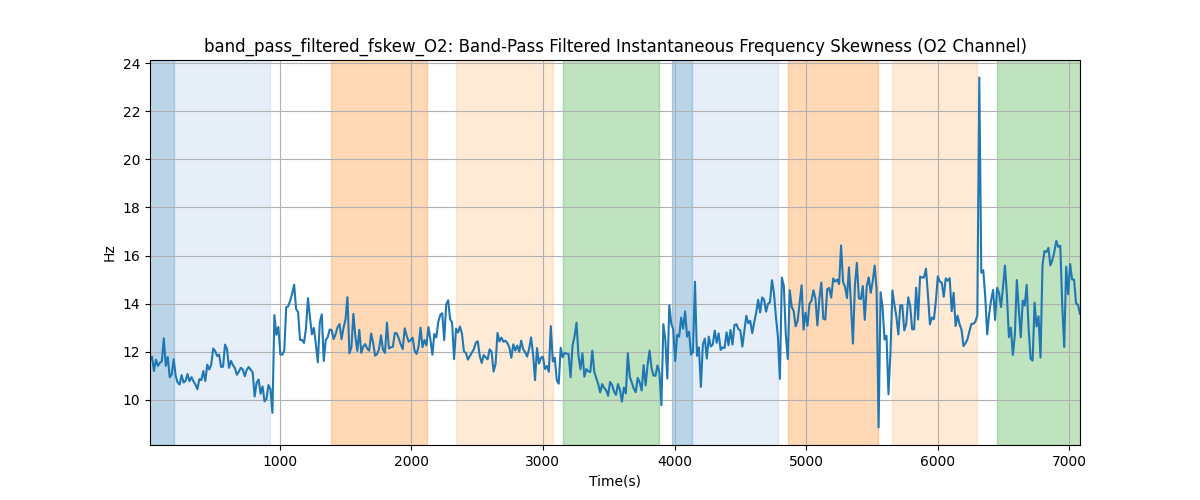 band_pass_filtered_fskew_O2: Band-Pass Filtered Instantaneous Frequency Skewness (O2 Channel)
24
22
20
18
16
14
12
10
Hz
1000 2000 3000 4000 5000 6000 7000
Time(s)